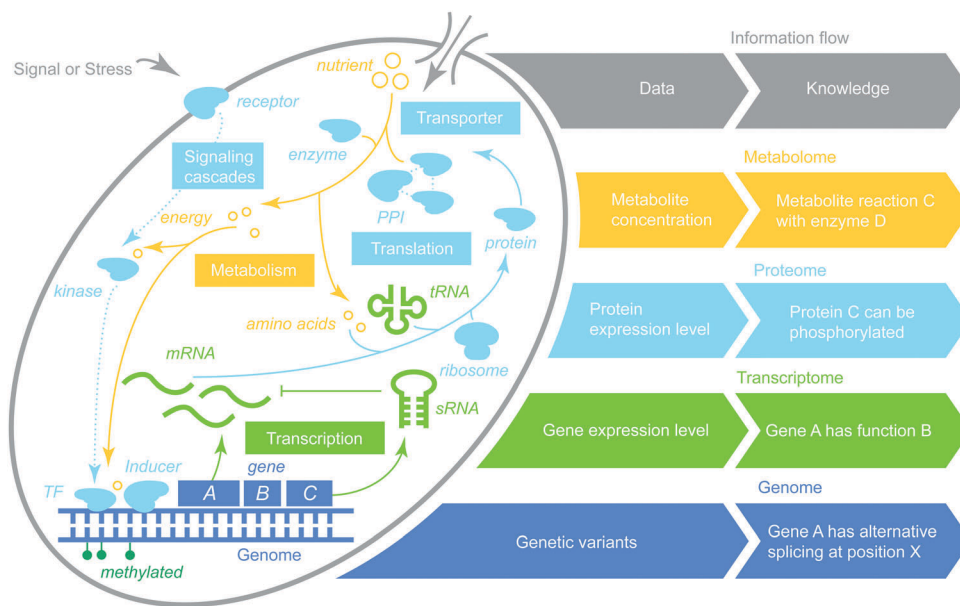 Information flow
Signal or Stress
nutrient
Data
Knowledge
receptor
Transporter
enzyme
Signaling
cascades
Metabolome
PPI
Metabolite
concentration
Metabolite reaction C
with enzyme D
energy
Translation
protein
Metabolism
Proteome
kinase
tRNA
Protein
expression level
Protein C can be
phosphorylated
amino acids
mRNA
ribosome
Transcriptome
sRNA
Transcription
Gene expression level
Gene A has function B
Inducer
gene
TF
A
B
C
Genome
Genome
methylated
Genetic variants
Gene A has alternative
splicing at position X